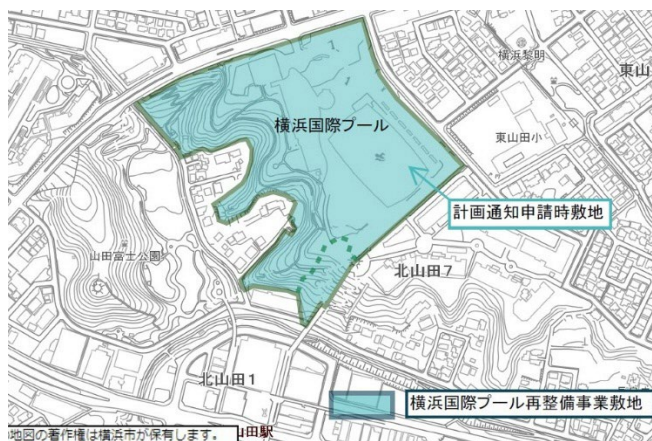 横浜黎明
東山
東山田小
横浜国際プール
計画通知申請時敷地
山田富士公園
北山田7
北山田1
横浜国際プール再整備事業敷地
地図の著作権は横浜市が保有します。
山田駅